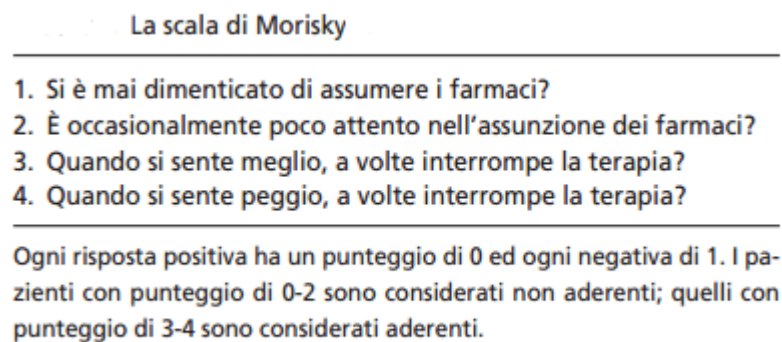 La scala di Morisky
1. Si è mai dimenticato di assumere i farmaci?
2. È occasionalmente poco attento nell'assunzione dei farmaci?
3. Quando si sente meglio, a volte interrompe la terapia?
4. Quando si sente peggio, a volte interrompe la terapia?
Ogni risposta positiva ha un punteggio di 0 ed ogni negativa di 1. I pa-
zienti con punteggio di 0-2 sono considerati non aderenti; quelli con
punteggio di 3-4 sono considerati aderenti.